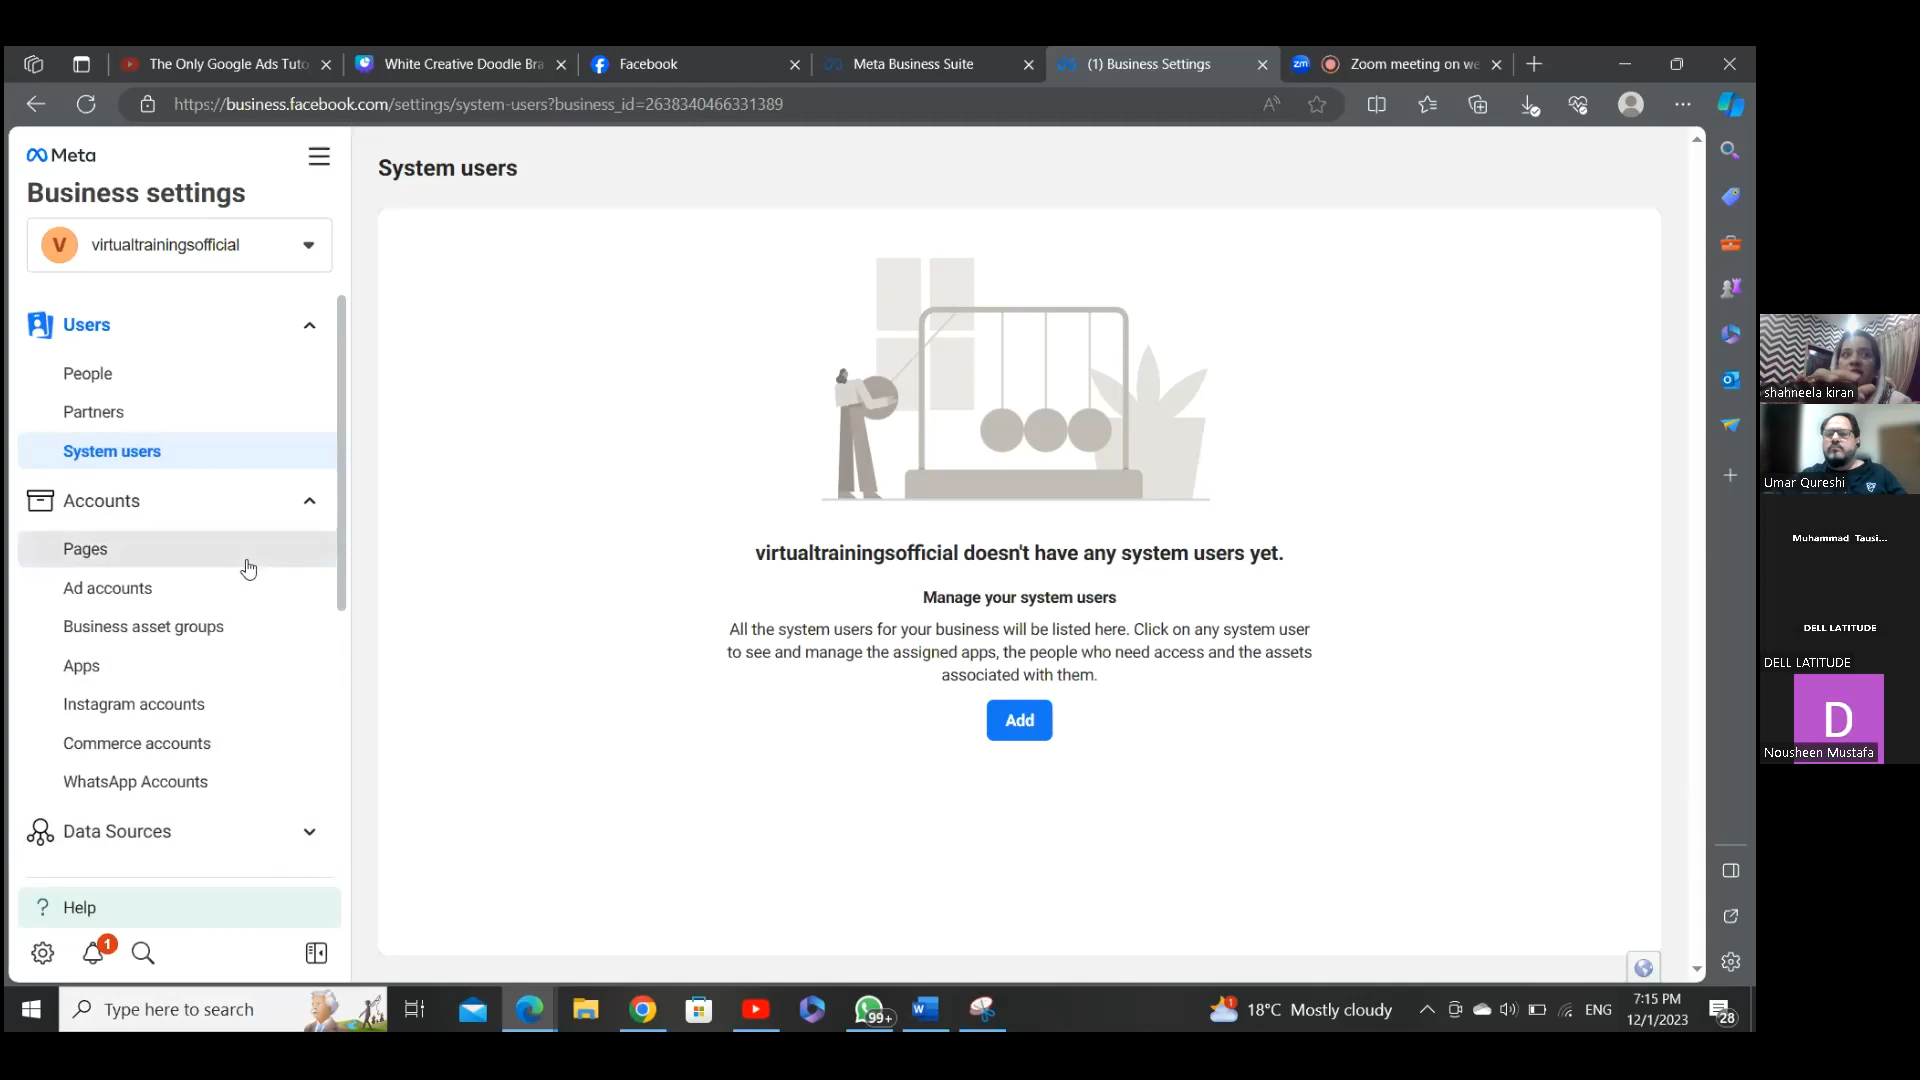 The Only Google Ads Tuto
White Creative Doodle Bra
Facebook
Meta Business Suite
(1) Business Settings
zm
Zoom meeting on we
https://business.facebook.com/settings/system-users?business_id=2638340466331389
Meta
Business settings
V
virtualtrainingsofficial
Users
People
Partners
System users
Accounts
Pages
Ad accounts
Business asset groups
Apps
Instagram accounts
Commerce accounts
WhatsApp Accounts
Data Sources
? Help
1
System users
virtualtrainingsofficial doesn't have any system users yet.
Manage your system users
All the system users for your business will be listed here. Click on any system user
to see and manage the assigned apps, the people who need access and the assets
associated with them.
Add
shahneela kiran
Umar Qureshi
Muhammad Tausi...
DELL LATITUDE
DELL LATITUDE
D
Nousheen Mustafa
Type here to search
99+
18°C Mostly cloudy
ENG
7:15 PM
12/1/2023
28